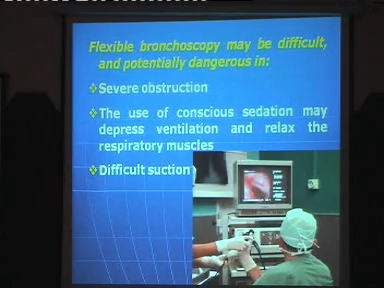 Flexible bronchoscopy may be difficult,
and potentially dangerous in:
Severe obstruction
The use of conscious sedation may
depress ventilation and relax the
respiratory muscles
Difficult suction